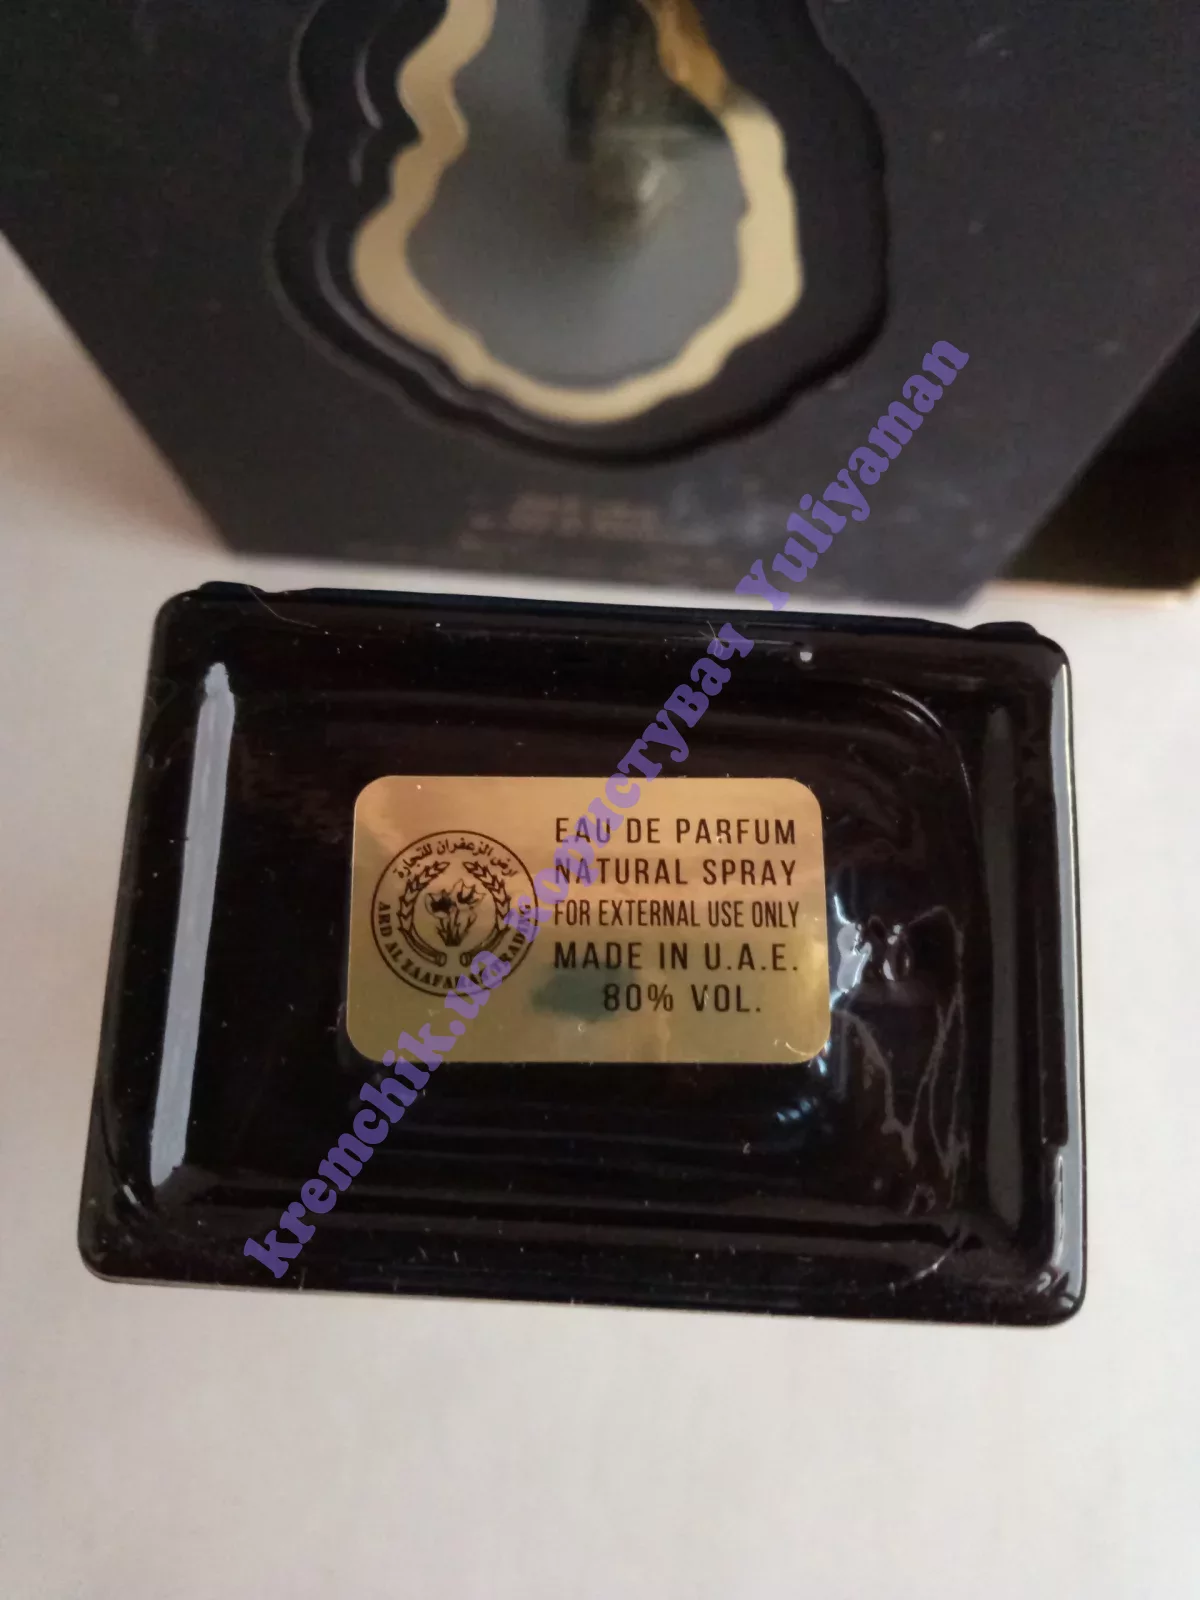 EAU DE PARFUM
NATURAL SPRAY
FOR EXTERNAL USE ONLY
MADE IN U.A.E.
80% VOL.
ارض الزعفران للتجارة
ARD AL ZAAFARAN TRADING
kremchik.ua користувач Yuliyaman